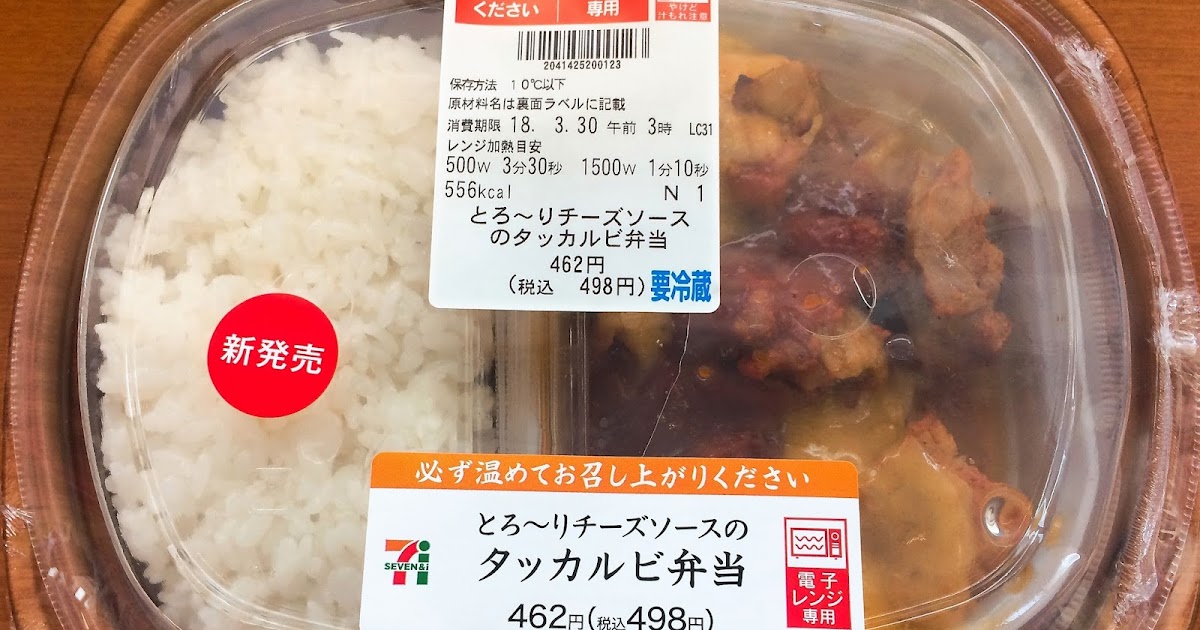 ください 専用
やけど
汁もれ注意
2041425200123
保存方法 10℃以下
原材料名は裏面ラベルに記載
消費期限 18. 3.30 午前 3時 LC31
レンジ加熱目安
500W 3分30秒 1500W 1分10秒
556kcal N 1
とろ～りチーズソース
のタッカルビ弁当
462円
(税込 498円) 要冷蔵
新発売
必ず温めてお召し上がりください
とろ～りチーズソースの
タッカルビ弁当
SEVEN&i
電子
レンジ
専用
462円(税込498円)